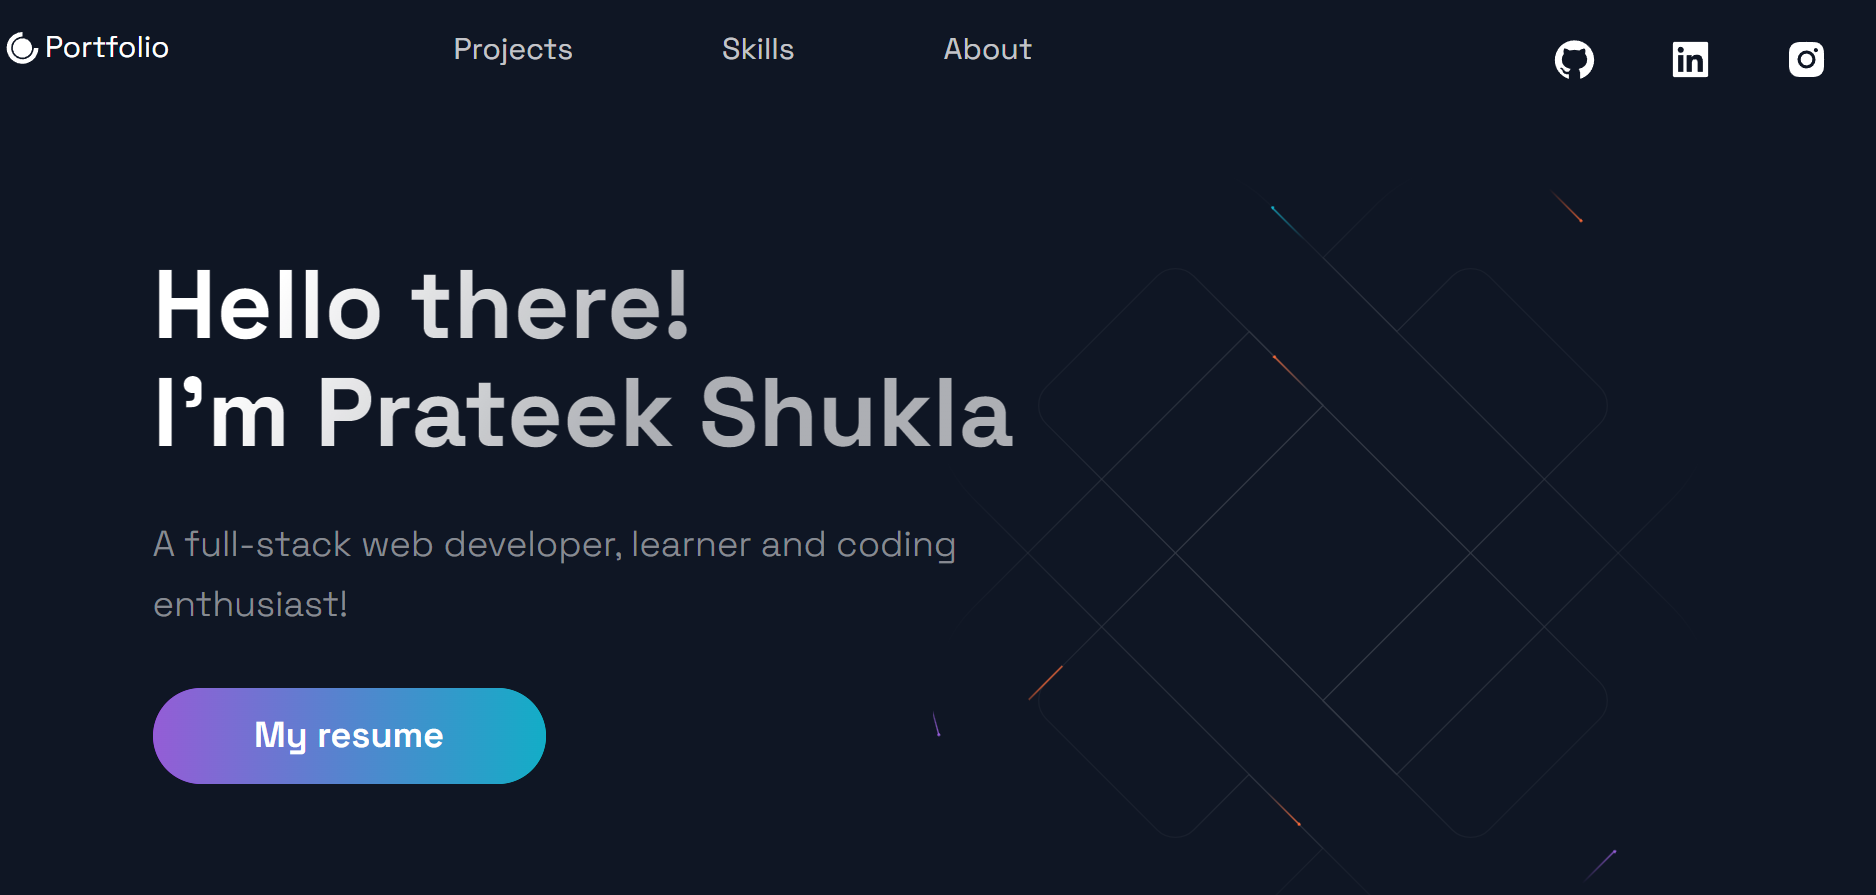 Portfolio
Projects
Skills
About
Hello there!
I’m Prateek Shukla
A full-stack web developer, learner and coding
enthusiast!
My resume